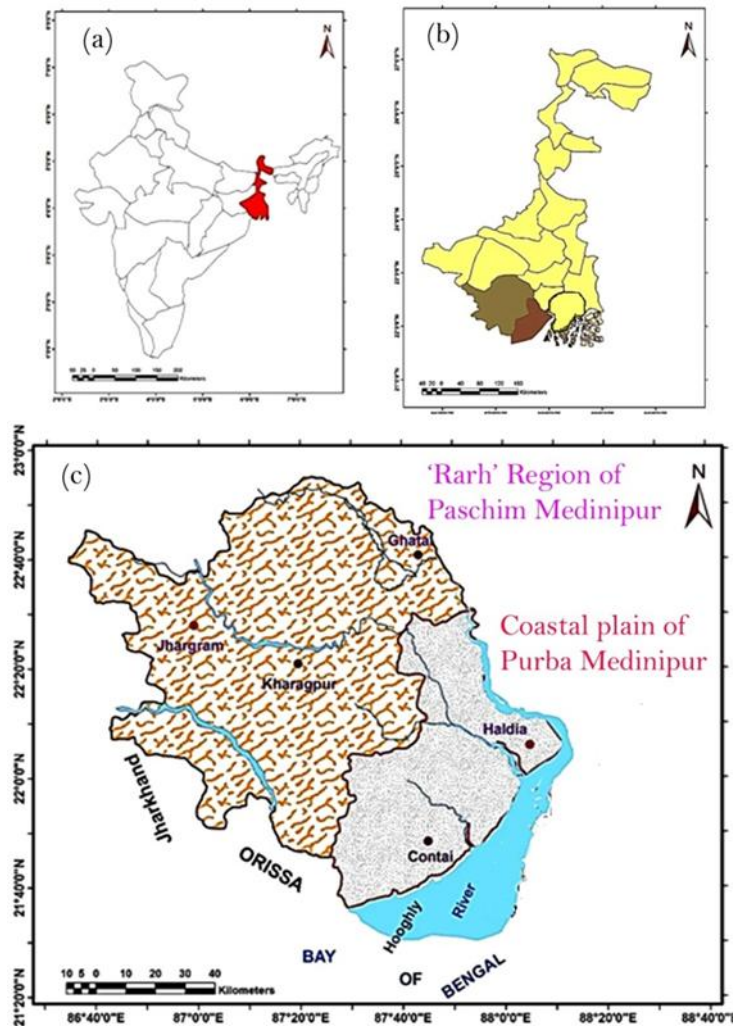 (a)
N
(b)
N
Kilometers
Kilometers
(c)
'Rarh' Region of
Paschim Medinipur
N
Ghatal
Coastal plain of
Purba Medinipur
Jhargram
Kharagpur
Haldia
Contai
Jharkhand
ORISSA
Hooghly
River
BAY
OF
BENGAL
23°0'0"N
22°40'0"N
22°20'0"N
22°0'0"N
21°40'0"N
21°20'0"N
10 5 0 10 20 30 40
Kilometers
86°40'0"E 87°0'0"E 87°20'0"E 87°40'0"E 88°0'0"E 88°20'0"E 88°40'0"E